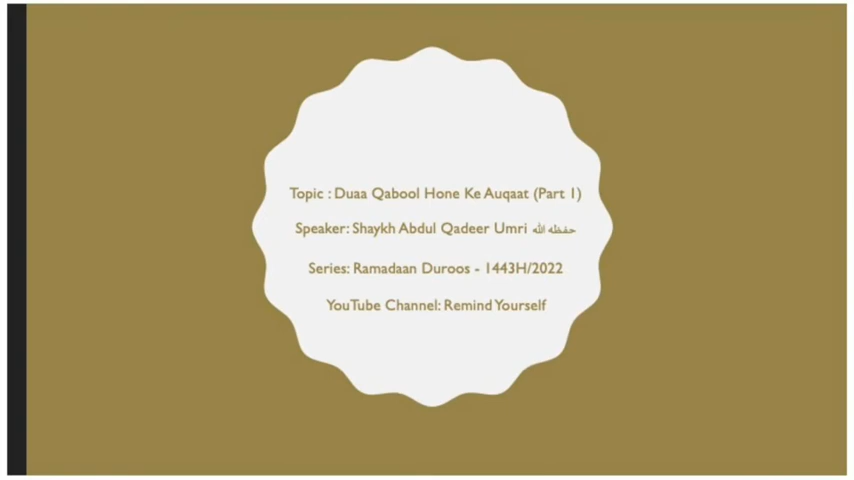 Topic : Duaa Qabool Hone Ke Auqaat (Part 1)
Speaker: Shaykh Abdul Qadeer Umri حفظه الله
Series: Ramadaan Duroos - 1443H/2022
YouTube Channel: Remind Yourself